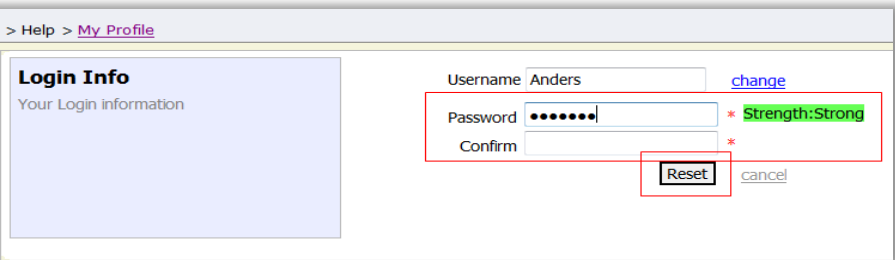 > Help > My Profile
Login Info
Your Login information
Username Anders change
Password ●●●●●●● * Strength:Strong
Confirm *
Reset cancel